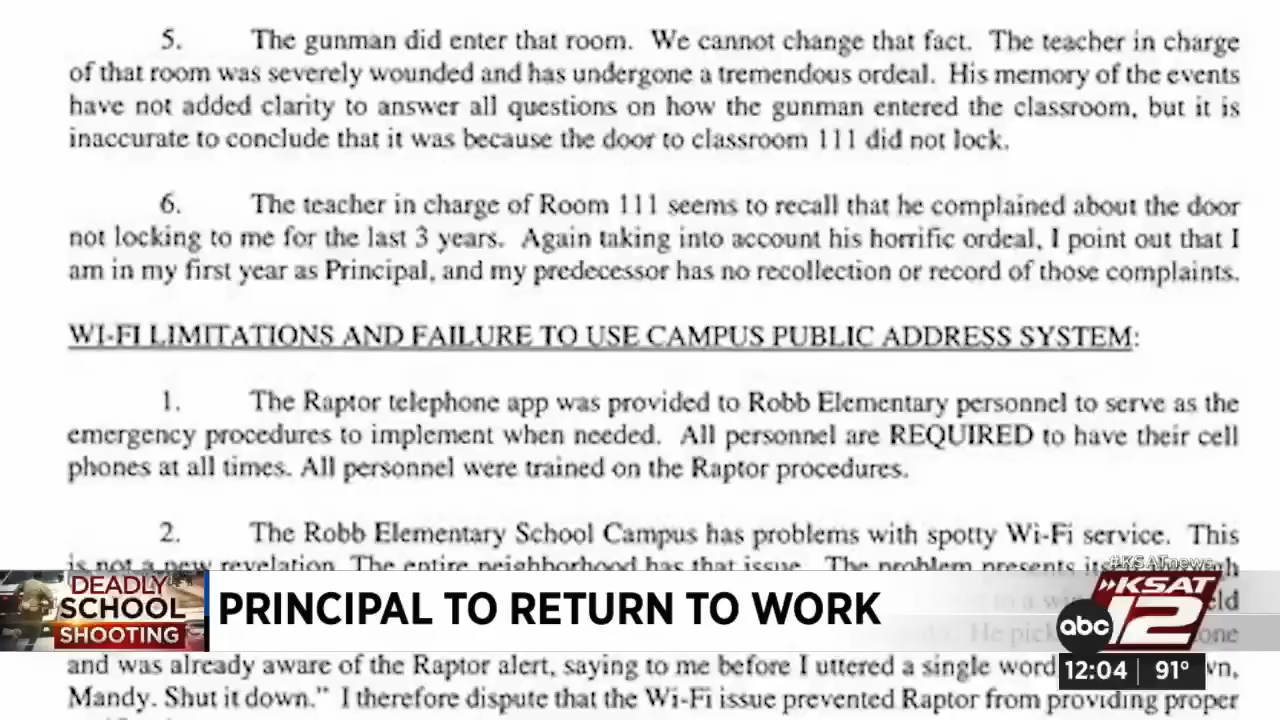 5. The gunman did enter that room. We cannot change that fact. The teacher in charge
of that room was severely wounded and has undergone a tremendous ordeal. His memory of the events
have not added clarity to answer all questions on how the gunman entered the classroom, but it is
inaccurate to conclude that it was because the door to classroom 111 did not lock.
6. The teacher in charge of Room 111 seems to recall that he complained about the door
not locking to me for the last 3 years. Again taking into account his horrific ordeal, I point out that I
am in my first year as Principal, and my predecessor has no recollection or record of those complaints.
WI-FI LIMITATIONS AND FAILURE TO USE CAMPUS PUBLIC ADDRESS SYSTEM:
1. The Raptor telephone app was provided to Robb Elementary personnel to serve as the
emergency procedures to implement when needed. All personnel are REQUIRED to have their cell
phones at all times. All personnel were trained on the Raptor procedures.
2. The Robb Elementary School Campus has problems with spotty Wi-Fi service. This
is not a new revelation. The entire neighborhood has that issue. The problem presents
He
and was already aware of the Raptor alert, saying to me before I uttered a single word
Mandy. Shut it down." I therefore dispute that the Wi-Fi issue prevented Raptor from providing proper
DEADLY
SCHOOL
SHOOTING
PRINCIPAL TO RETURN TO WORK
#KSATnews
KSAT
12
abc
12:04 91°